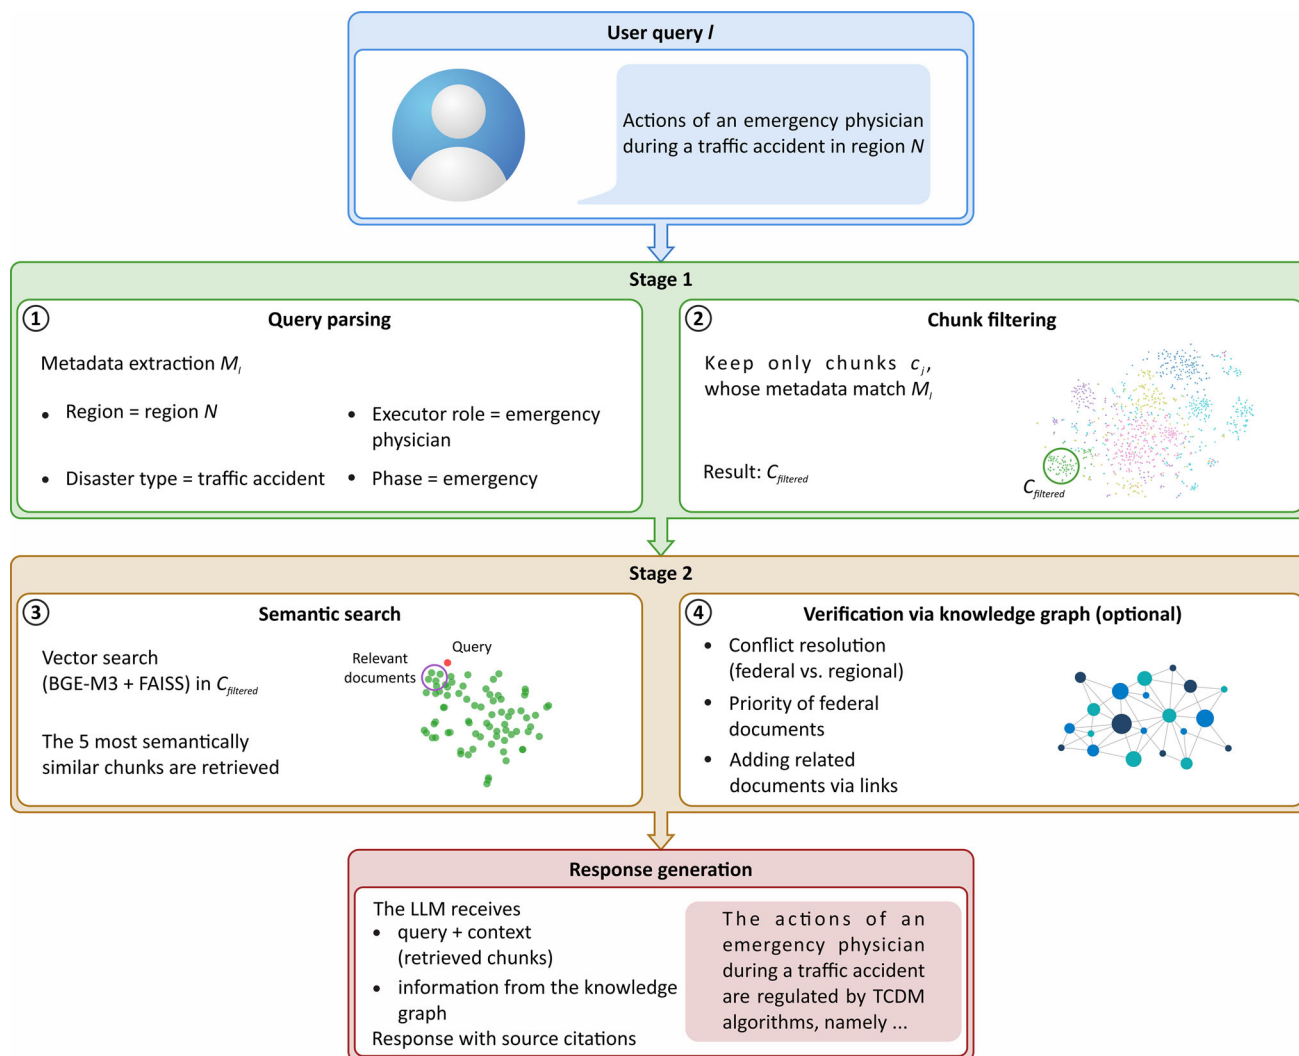 User query l
Actions of an emergency physician
during a traffic accident in region N
Stage 1
1
Query parsing
Metadata extraction Ml
• Region = region N
• Disaster type = traffic accident
• Executor role = emergency
physician
• Phase = emergency
2
Chunk filtering
Keep only chunks cj,
whose metadata match Ml
Result: Cfiltered
Cfiltered
Stage 2
3
Semantic search
Vector search
(BGE-M3 + FAISS) in Cfiltered
The 5 most semantically
similar chunks are retrieved
Query
Relevant
documents
4
Verification via knowledge graph (optional)
• Conflict resolution
(federal vs. regional)
• Priority of federal
documents
• Adding related
documents via links
Response generation
The LLM receives
• query + context
(retrieved chunks)
• information from the knowledge
graph
Response with source citations
The actions of an
emergency physician
during a traffic accident
are regulated by TCDM
algorithms, namely ...